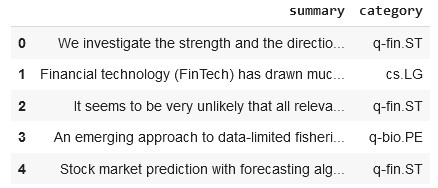 summary category
0 We investigate the strength and the directio... q-fin.ST
1 Financial technology (FinTech) has drawn muc... cs.LG
2 It seems to be very unlikely that all releva... q-fin.ST
3 An emerging approach to data-limited fisheri... q-bio.PE
4 Stock market prediction with forecasting alg... q-fin.ST